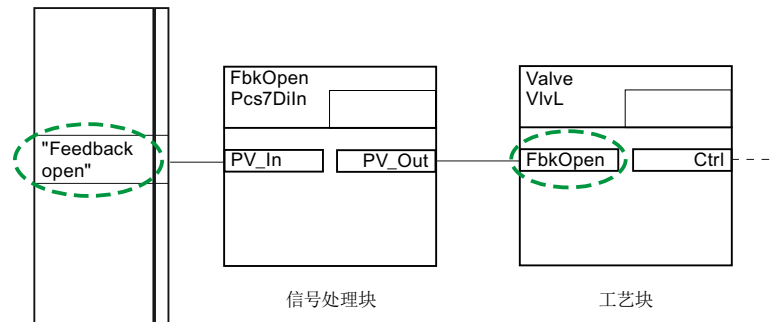 "Feedback
open"
FbkOpen
Pcs7DiIn
PV_In
PV_Out
信号处理块
Valve
VlvL
FbkOpen
Ctrl
工艺块